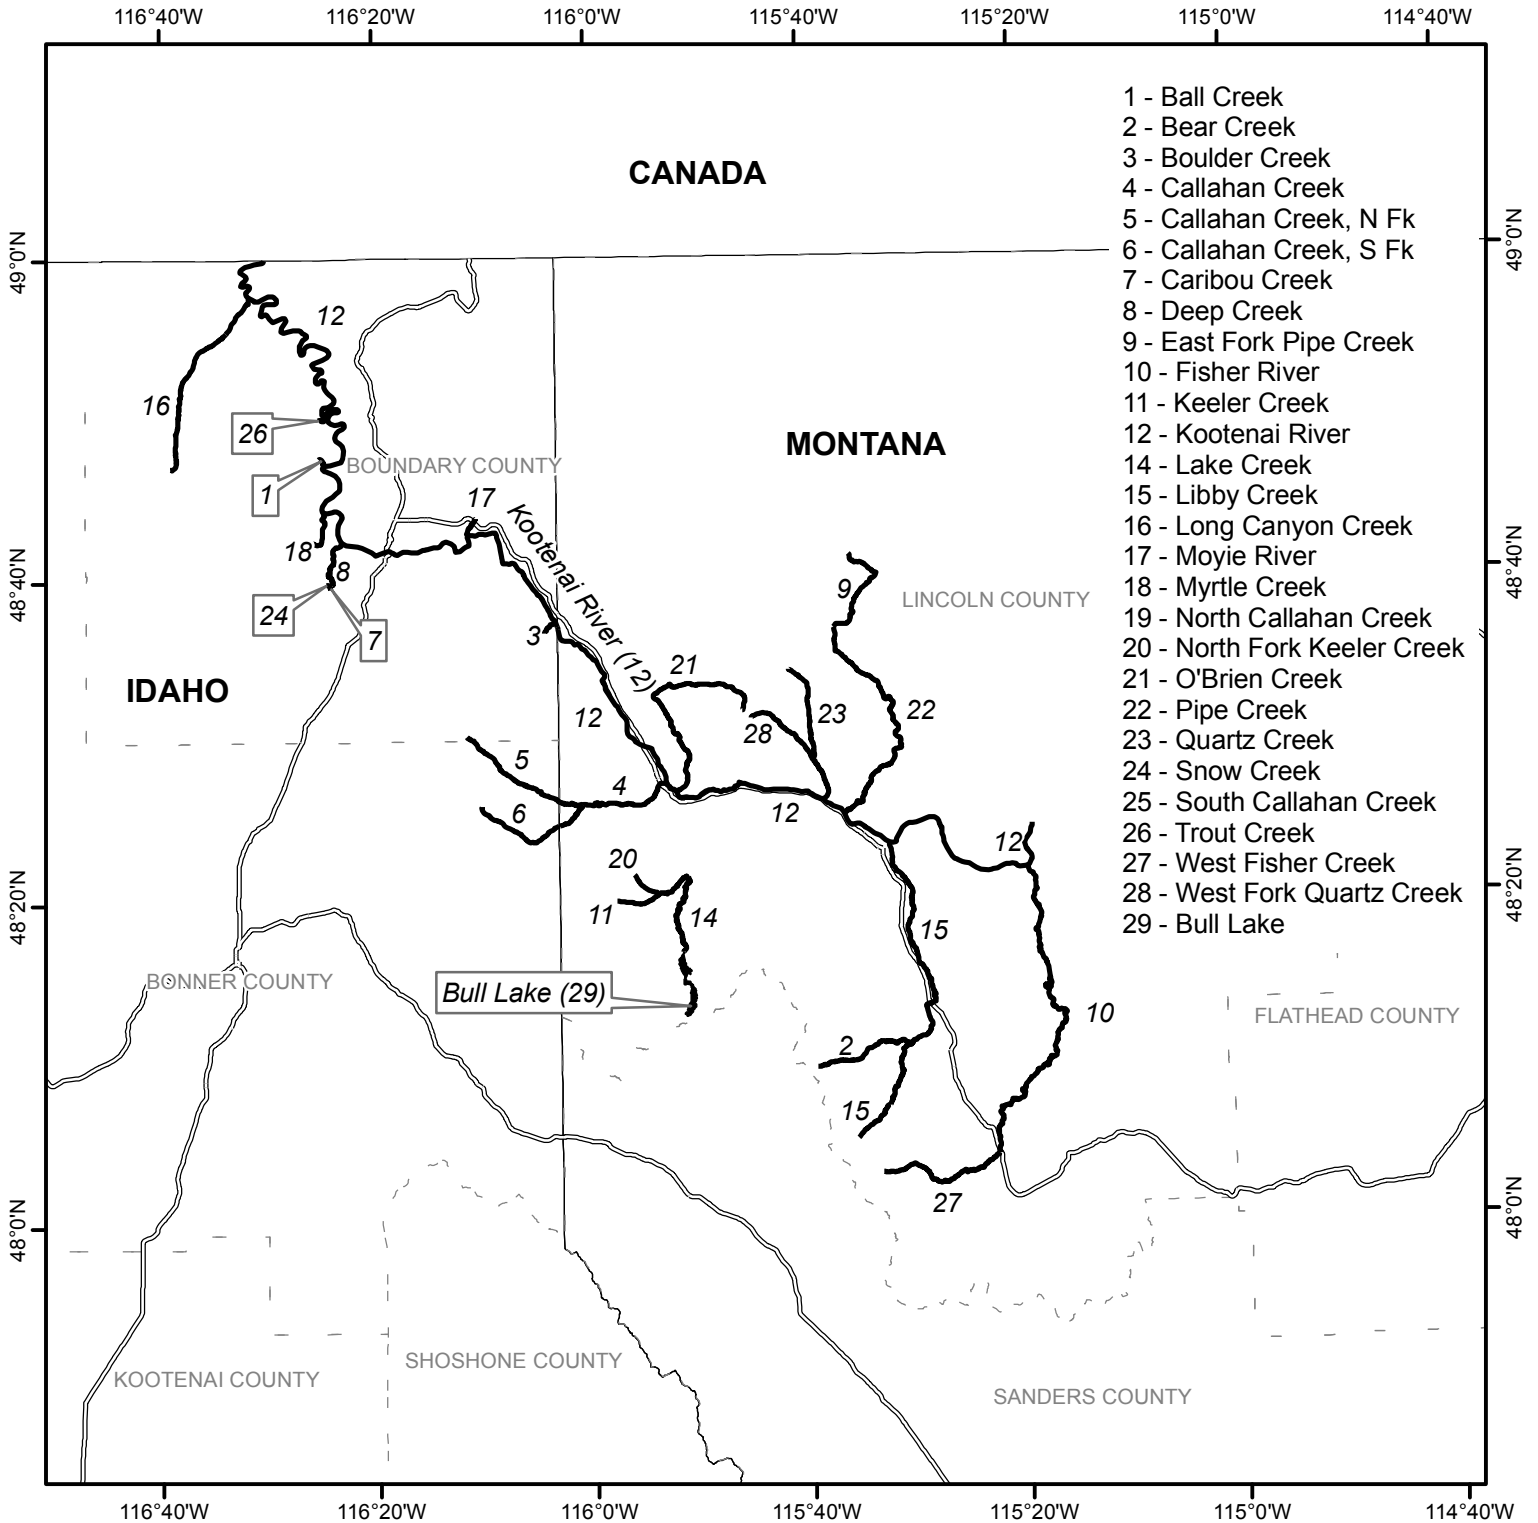 116°40'W 116°20'W 116°0'W 115°40'W 115°20'W 115°0'W 114°40'W
1 - Ball Creek
2 - Bear Creek
3 - Boulder Creek
4 - Callahan Creek
5 - Callahan Creek, N Fk
6 - Callahan Creek, S Fk
7 - Caribou Creek
8 - Deep Creek
9 - East Fork Pipe Creek
10 - Fisher River
11 - Keeler Creek
12 - Kootenai River
14 - Lake Creek
15 - Libby Creek
16 - Long Canyon Creek
17 - Moyie River
18 - Myrtle Creek
19 - North Callahan Creek
20 - North Fork Keeler Creek
21 - O'Brien Creek
22 - Pipe Creek
23 - Quartz Creek
24 - Snow Creek
25 - South Callahan Creek
26 - Trout Creek
27 - West Fisher Creek
28 - West Fork Quartz Creek
29 - Bull Lake
CANADA
49°0'N
49°0'N
12
16
26
MONTANA
BOUNDARY COUNTY
1
17
Kootenai River (12)
18
8
48°40'N
48°40'N
9
LINCOLN COUNTY
24
7
3
21
IDAHO
12
23
22
28
5
4
6
12
12
20
11
14
48°20'N
48°20'N
15
BONNER COUNTY
Bull Lake (29)
10
FLATHEAD COUNTY
2
15
27
48°0'N
48°0'N
SHOSHONE COUNTY
KOOTENAI COUNTY
SANDERS COUNTY
116°40'W 116°20'W 116°0'W 115°40'W 115°20'W 115°0'W 114°40'W